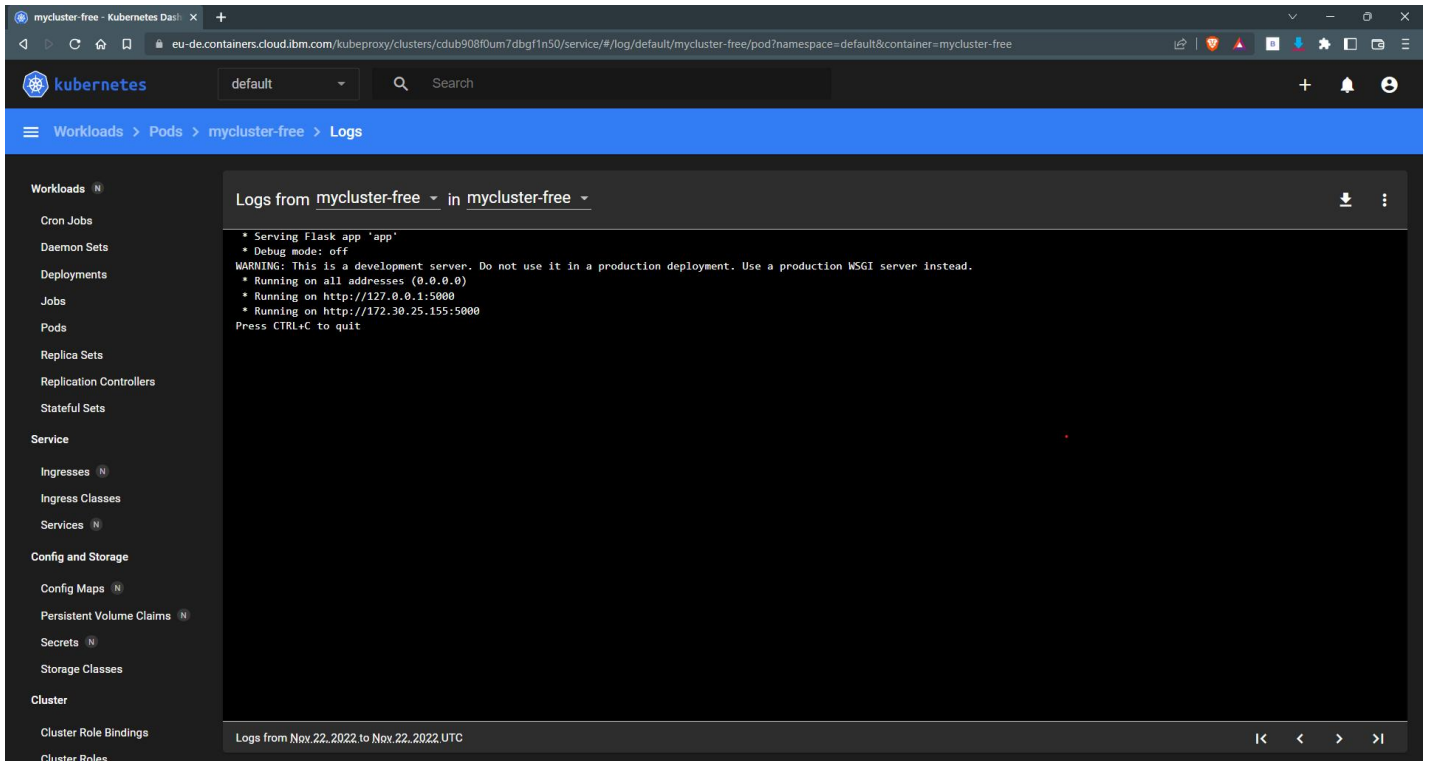 mycluster-free - Kubernetes Dash
eu-de.containers.cloud.ibm.com/kubeproxy/clusters/cdub908f0um7dbgf1n50/service/#/log/default/mycluster-free/pod?namespace=default&container=mycluster-free
kubernetes
default
Search
Workloads > Pods > mycluster-free > Logs
Workloads N
Cron Jobs
Daemon Sets
Deployments
Jobs
Pods
Replica Sets
Replication Controllers
Stateful Sets
Service
Ingresses N
Ingress Classes
Services N
Config and Storage
Config Maps N
Persistent Volume Claims N
Secrets N
Storage Classes
Cluster
Cluster Role Bindings
Cluster Roles
Logs from mycluster-free in mycluster-free
* Serving Flask app 'app'
* Debug mode: off
WARNING: This is a development server. Do not use it in a production deployment. Use a production WSGI server instead.
* Running on all addresses (0.0.0.0)
* Running on http://127.0.0.1:5000
* Running on http://172.30.25.155:5000
Press CTRL+C to quit
Logs from Nov 22, 2022 to Nov 22, 2022 UTC